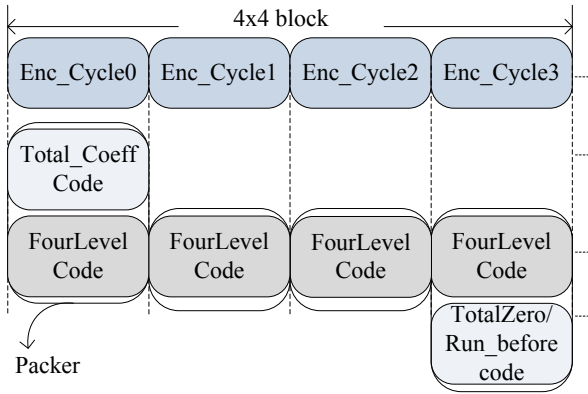 4x4 block
Enc_Cycle0 Enc_Cycle1 Enc_Cycle2 Enc_Cycle3
Total_Coeff
Code
FourLevel FourLevel FourLevel FourLevel
Code Code Code Code
TotalZero/
Run_before
code
Packer